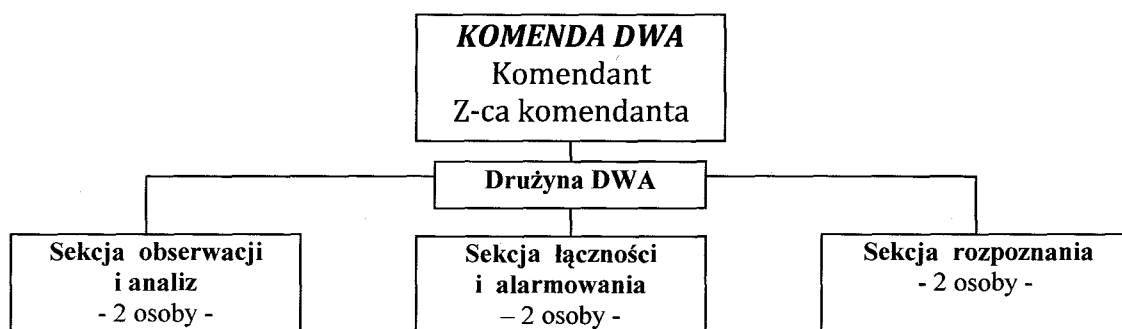 KOMENDA DWA
Komendant
Z-ca komendanta
Drużyna DWA
Sekcja obserwacji
i analiz
- 2 osoby -
Sekcja łączności
i alarmowania
– 2 osoby -
Sekcja rozpoznania
- 2 osoby -